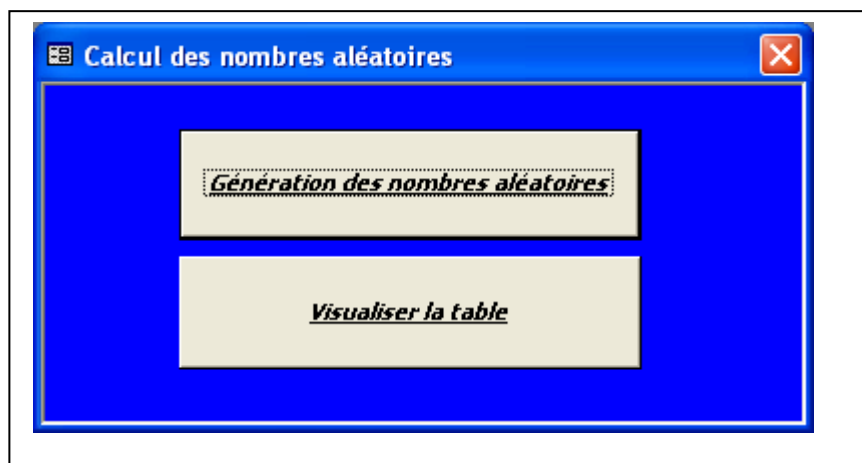 Calcul des nombres aléatoires
Génération des nombres aléatoires
Visualiser la table